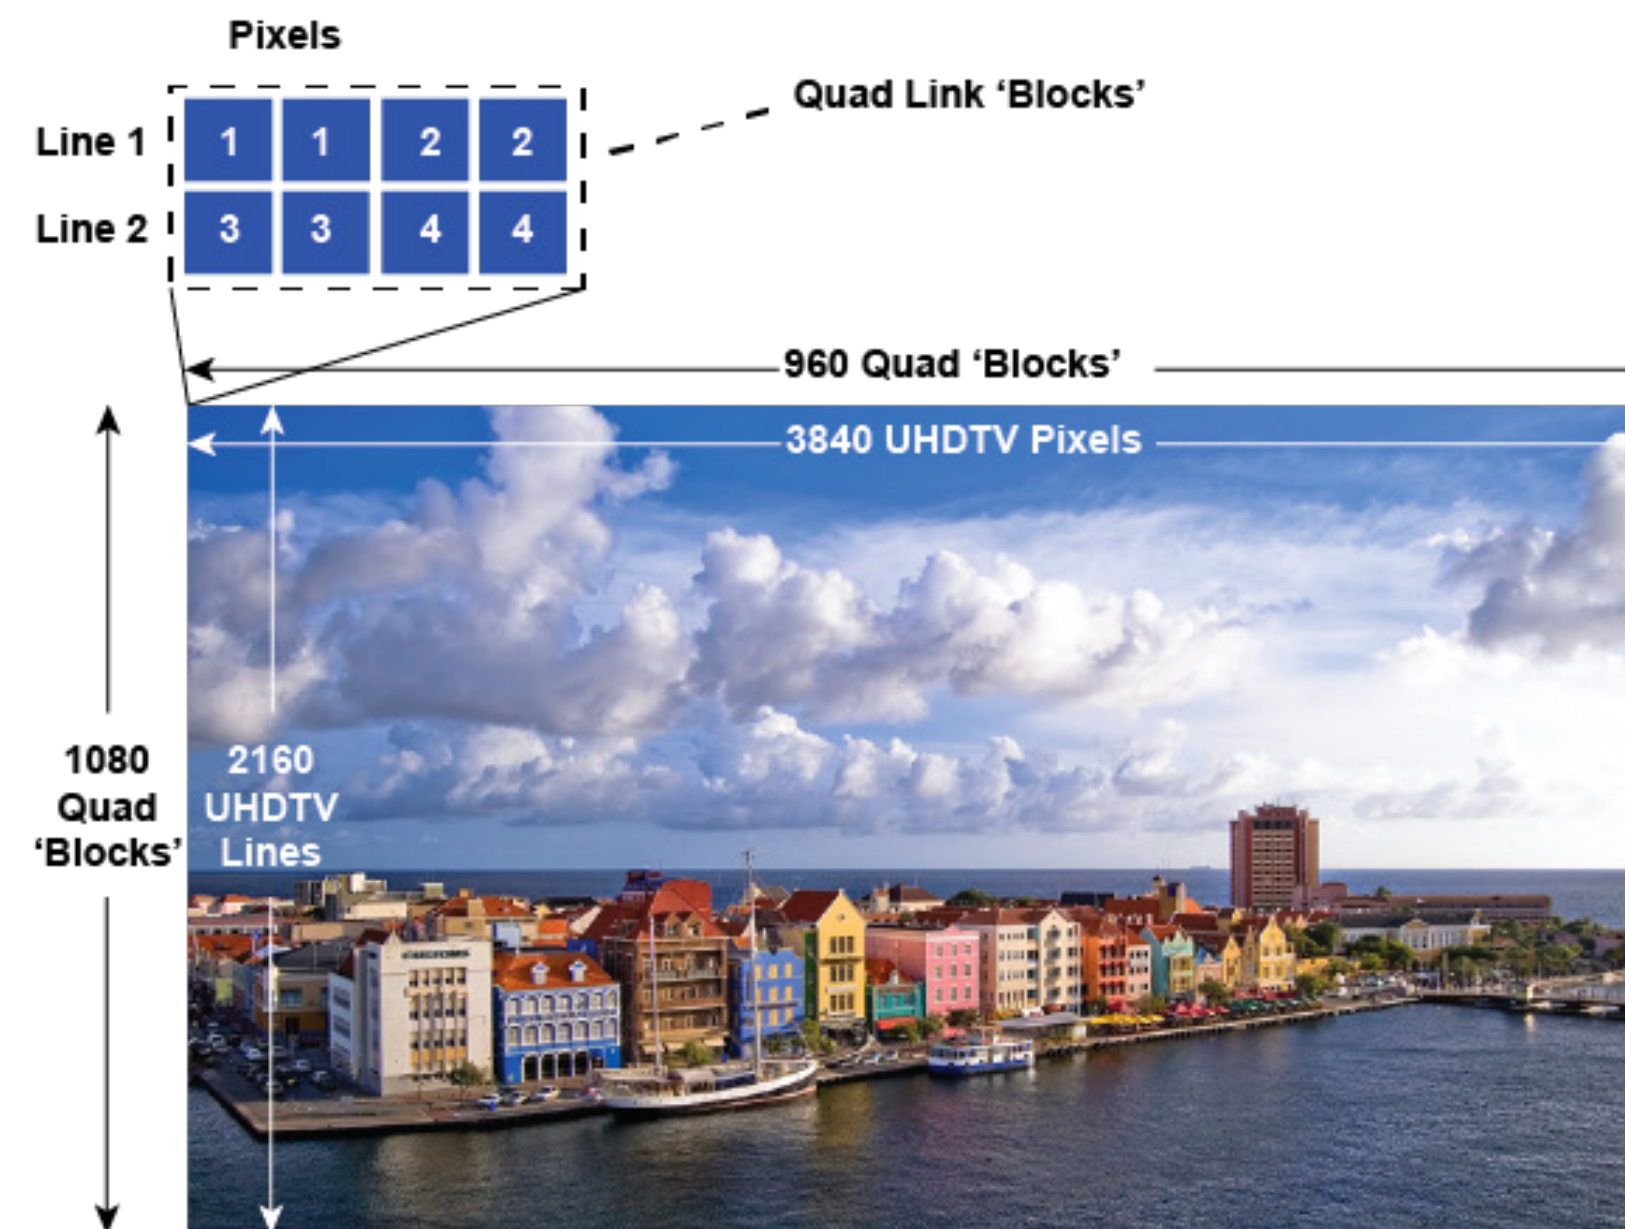 Pixels
Quad Link ‘Blocks’
Line 1 1 1 2 2
Line 2 3 3 4 4
960 Quad ‘Blocks’
3840 UHDTV Pixels
1080
Quad
‘Blocks’
2160
UHDTV
Lines